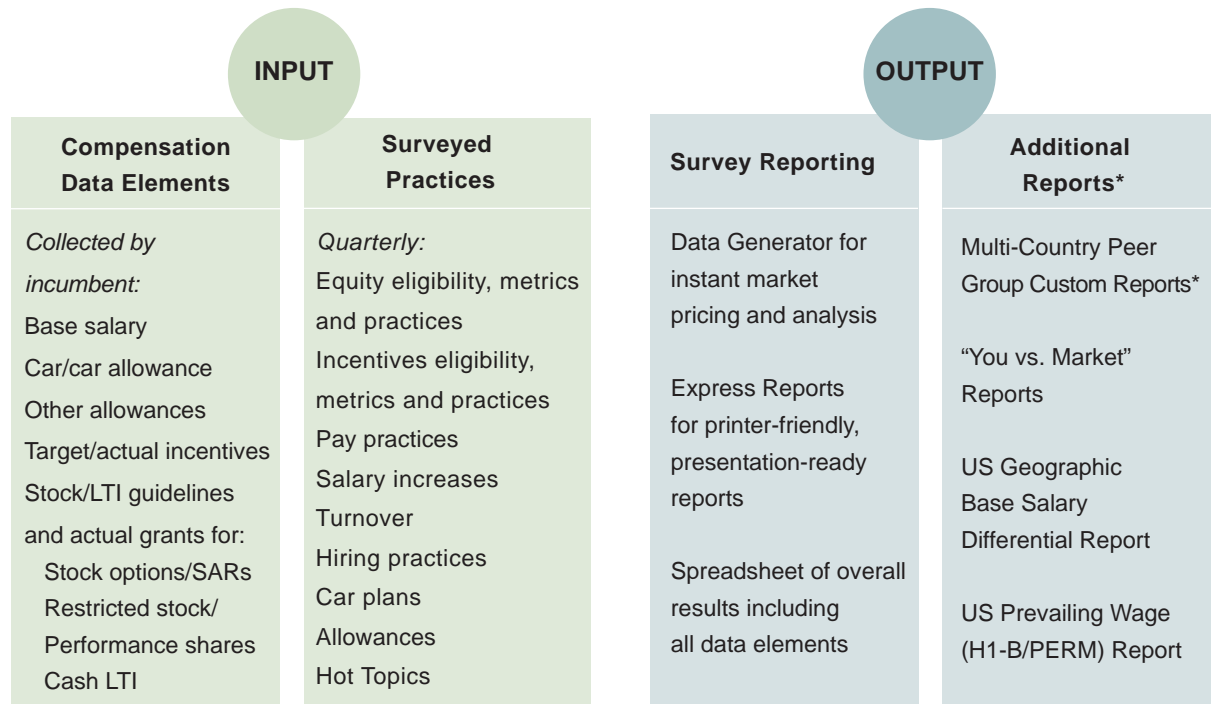 INPUT
Compensation
Data Elements
Collected by
incumbent:
Base salary
Car/car allowance
Other allowances
Target/actual incentives
Stock/LTI guidelines
and actual grants for:
Stock options/SARs
Restricted stock/
Performance shares
Cash LTI
Surveyed
Practices
Quarterly:
Equity eligibility, metrics
and practices
Incentives eligibility,
metrics and practices
Pay practices
Salary increases
Turnover
Hiring practices
Car plans
Allowances
Hot Topics
OUTPUT
Survey Reporting
Data Generator for
instant market
pricing and analysis
Express Reports
for printer-friendly,
presentation-ready
reports
Spreadsheet of overall
results including
all data elements
Additional
Reports*
Multi-Country Peer
Group Custom Reports*
“You vs. Market”
Reports
US Geographic
Base Salary
Differential Report
US Prevailing Wage
(H1-B/PERM) Report